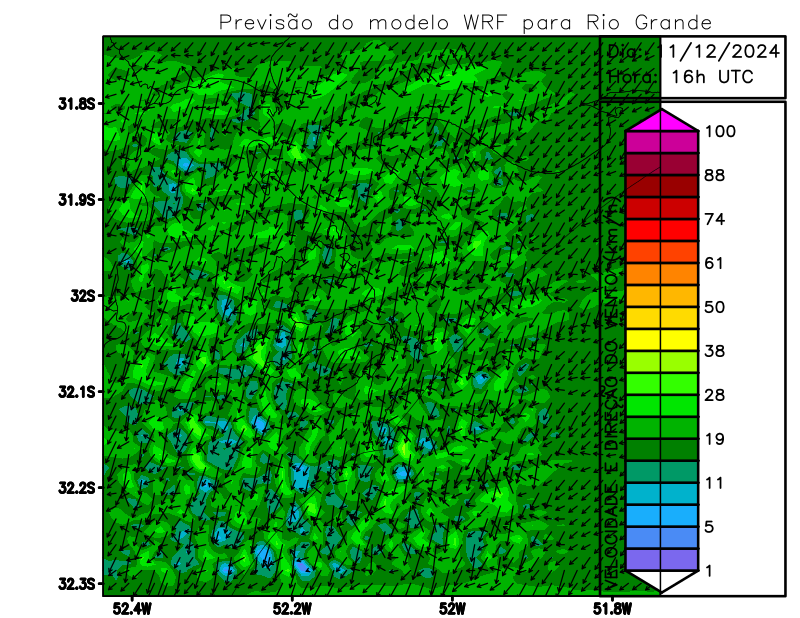 Previsão do modelo WRF para Rio Grande
Dia: 11/12/2024
Hora: 16h UTC
31.8S
31.9S
32S
32.1S
32.2S
32.3S
52.4W
52.2W
52W
51.8W
VELOCIDADE E DIREÇÃO DO VENTO (km/h)
100
88
74
61
50
38
28
19
11
5
1